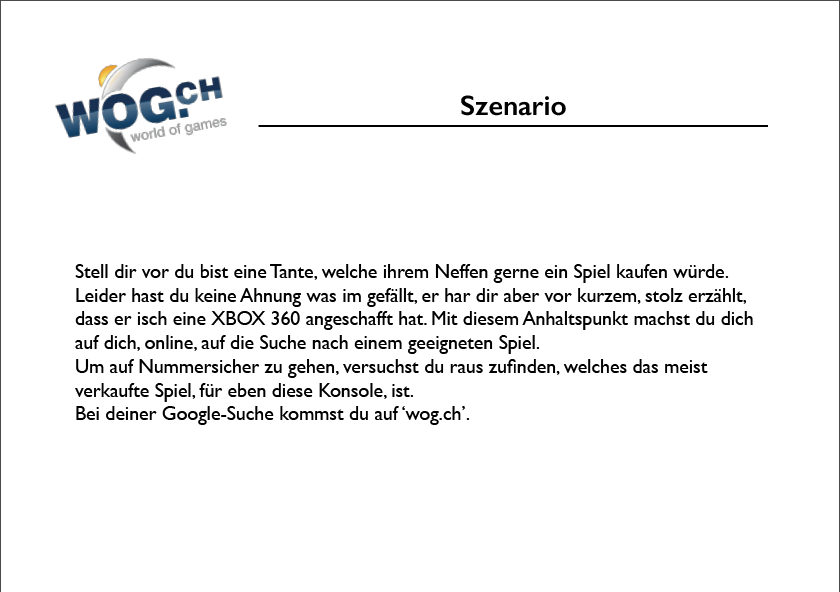 WOG.CH
world of games
Szenario
Stell dir vor du bist eine Tante, welche ihrem Neffen gerne ein Spiel kaufen würde.
Leider hast du keine Ahnung was im gefällt, er har dir aber vor kurzem, stolz erzählt,
dass er isch eine XBOX 360 angeschafft hat. Mit diesem Anhaltspunkt machst du dich
auf dich, online, auf die Suche nach einem geeigneten Spiel.
Um auf Nummersicher zu gehen, versuchst du raus zufinden, welches das meist
verkaufte Spiel, für eben diese Konsole, ist.
Bei deiner Google-Suche kommst du auf ‘wog.ch’.